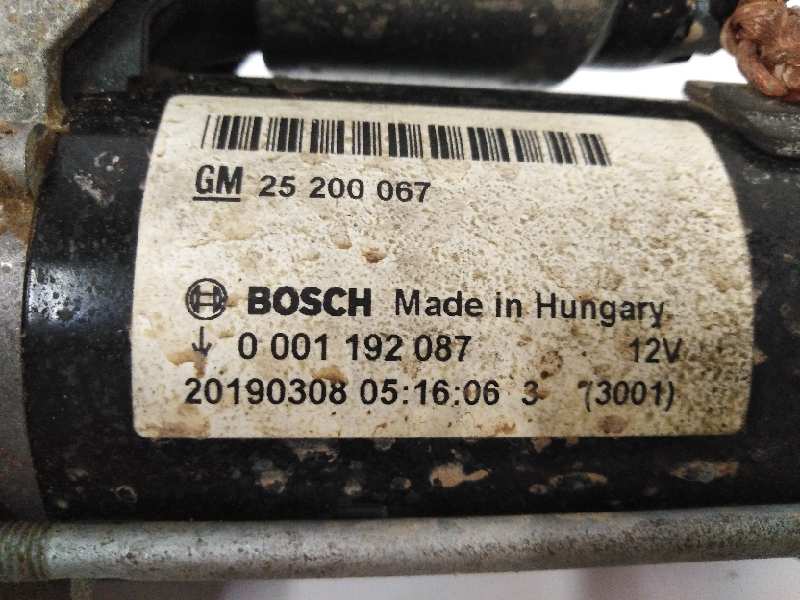 GM 25 200 067
BOSCH Made in Hungary
↓ 0 001 192 087 12V
20190308 05:16:06 3 (3001)